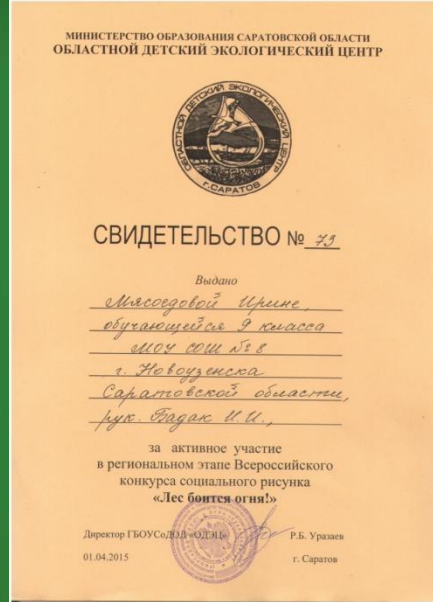 МИНИСТЕРСТВО ОБРАЗОВАНИЯ САРАТОВСКОЙ ОБЛАСТИ
ОБЛАСТНОЙ ДЕТСКИЙ ЭКОЛОГИЧЕСКИЙ ЦЕНТР
ОБЛАСТНОЙ ДЕТСКИЙ ЭКОЛОГИЧЕСКИЙ ЦЕНТР
г. САРАТОВ
СВИДЕТЕЛЬСТВО № 73
Выдано
Мясоедовой Ирине,
обучающейся 9 класса
МОУ СОШ № 8
г. Новоузенска
Саратовской области,
рук. Бадак И.И.,
за активное участие
в региональном этапе Всероссийского
конкурса социального рисунка
«Лес боится огня!»
Директор ГБОУСоДОД «ОДЭЦ» Р.Б. Уразаев
01.04.2015 г. Саратов